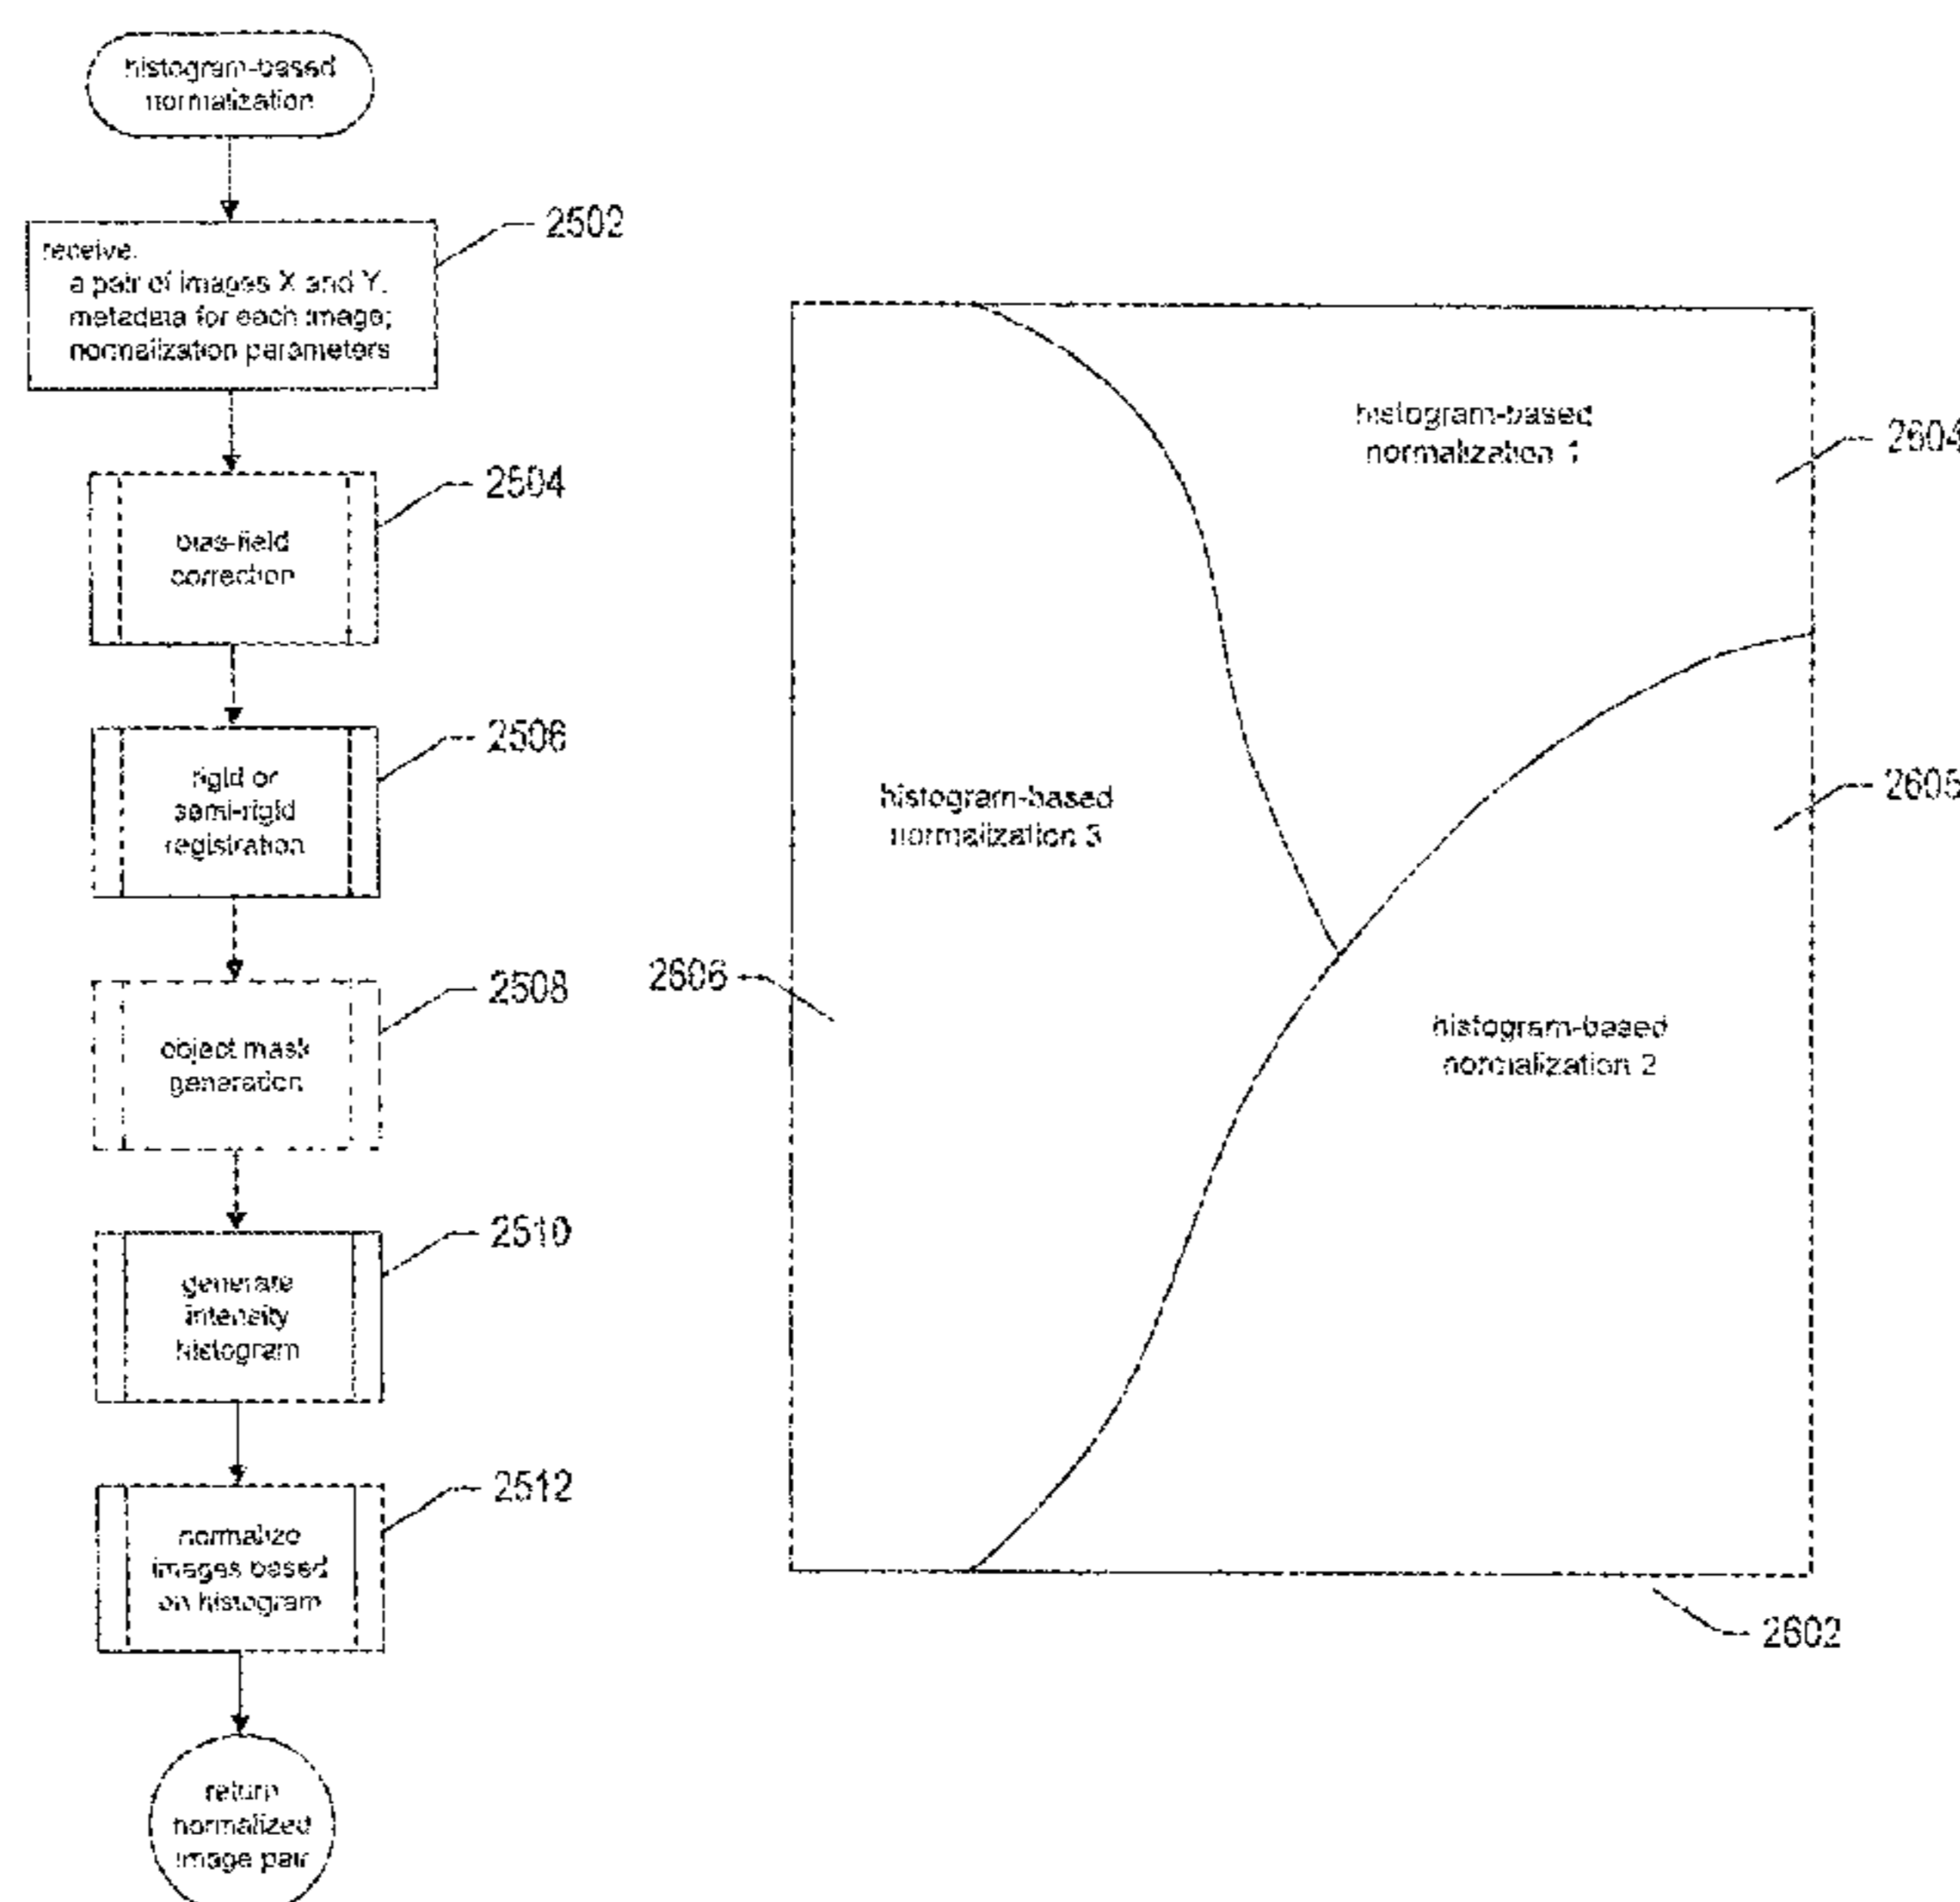 histogram-based
normalization
2502
receive:
a pair of images X and Y;
metadata for each image;
normalization parameters
2504
bias-field
correction
2506
rigid or
semi-rigid
registration
2508
object mask
generation
2510
generate
intensity
histogram
2512
normalize
images based
on histogram
return
normalized
image pair
histogram-based
normalization 1
2604
histogram-based
normalization 3
2605
2606
histogram-based
normalization 2
2602